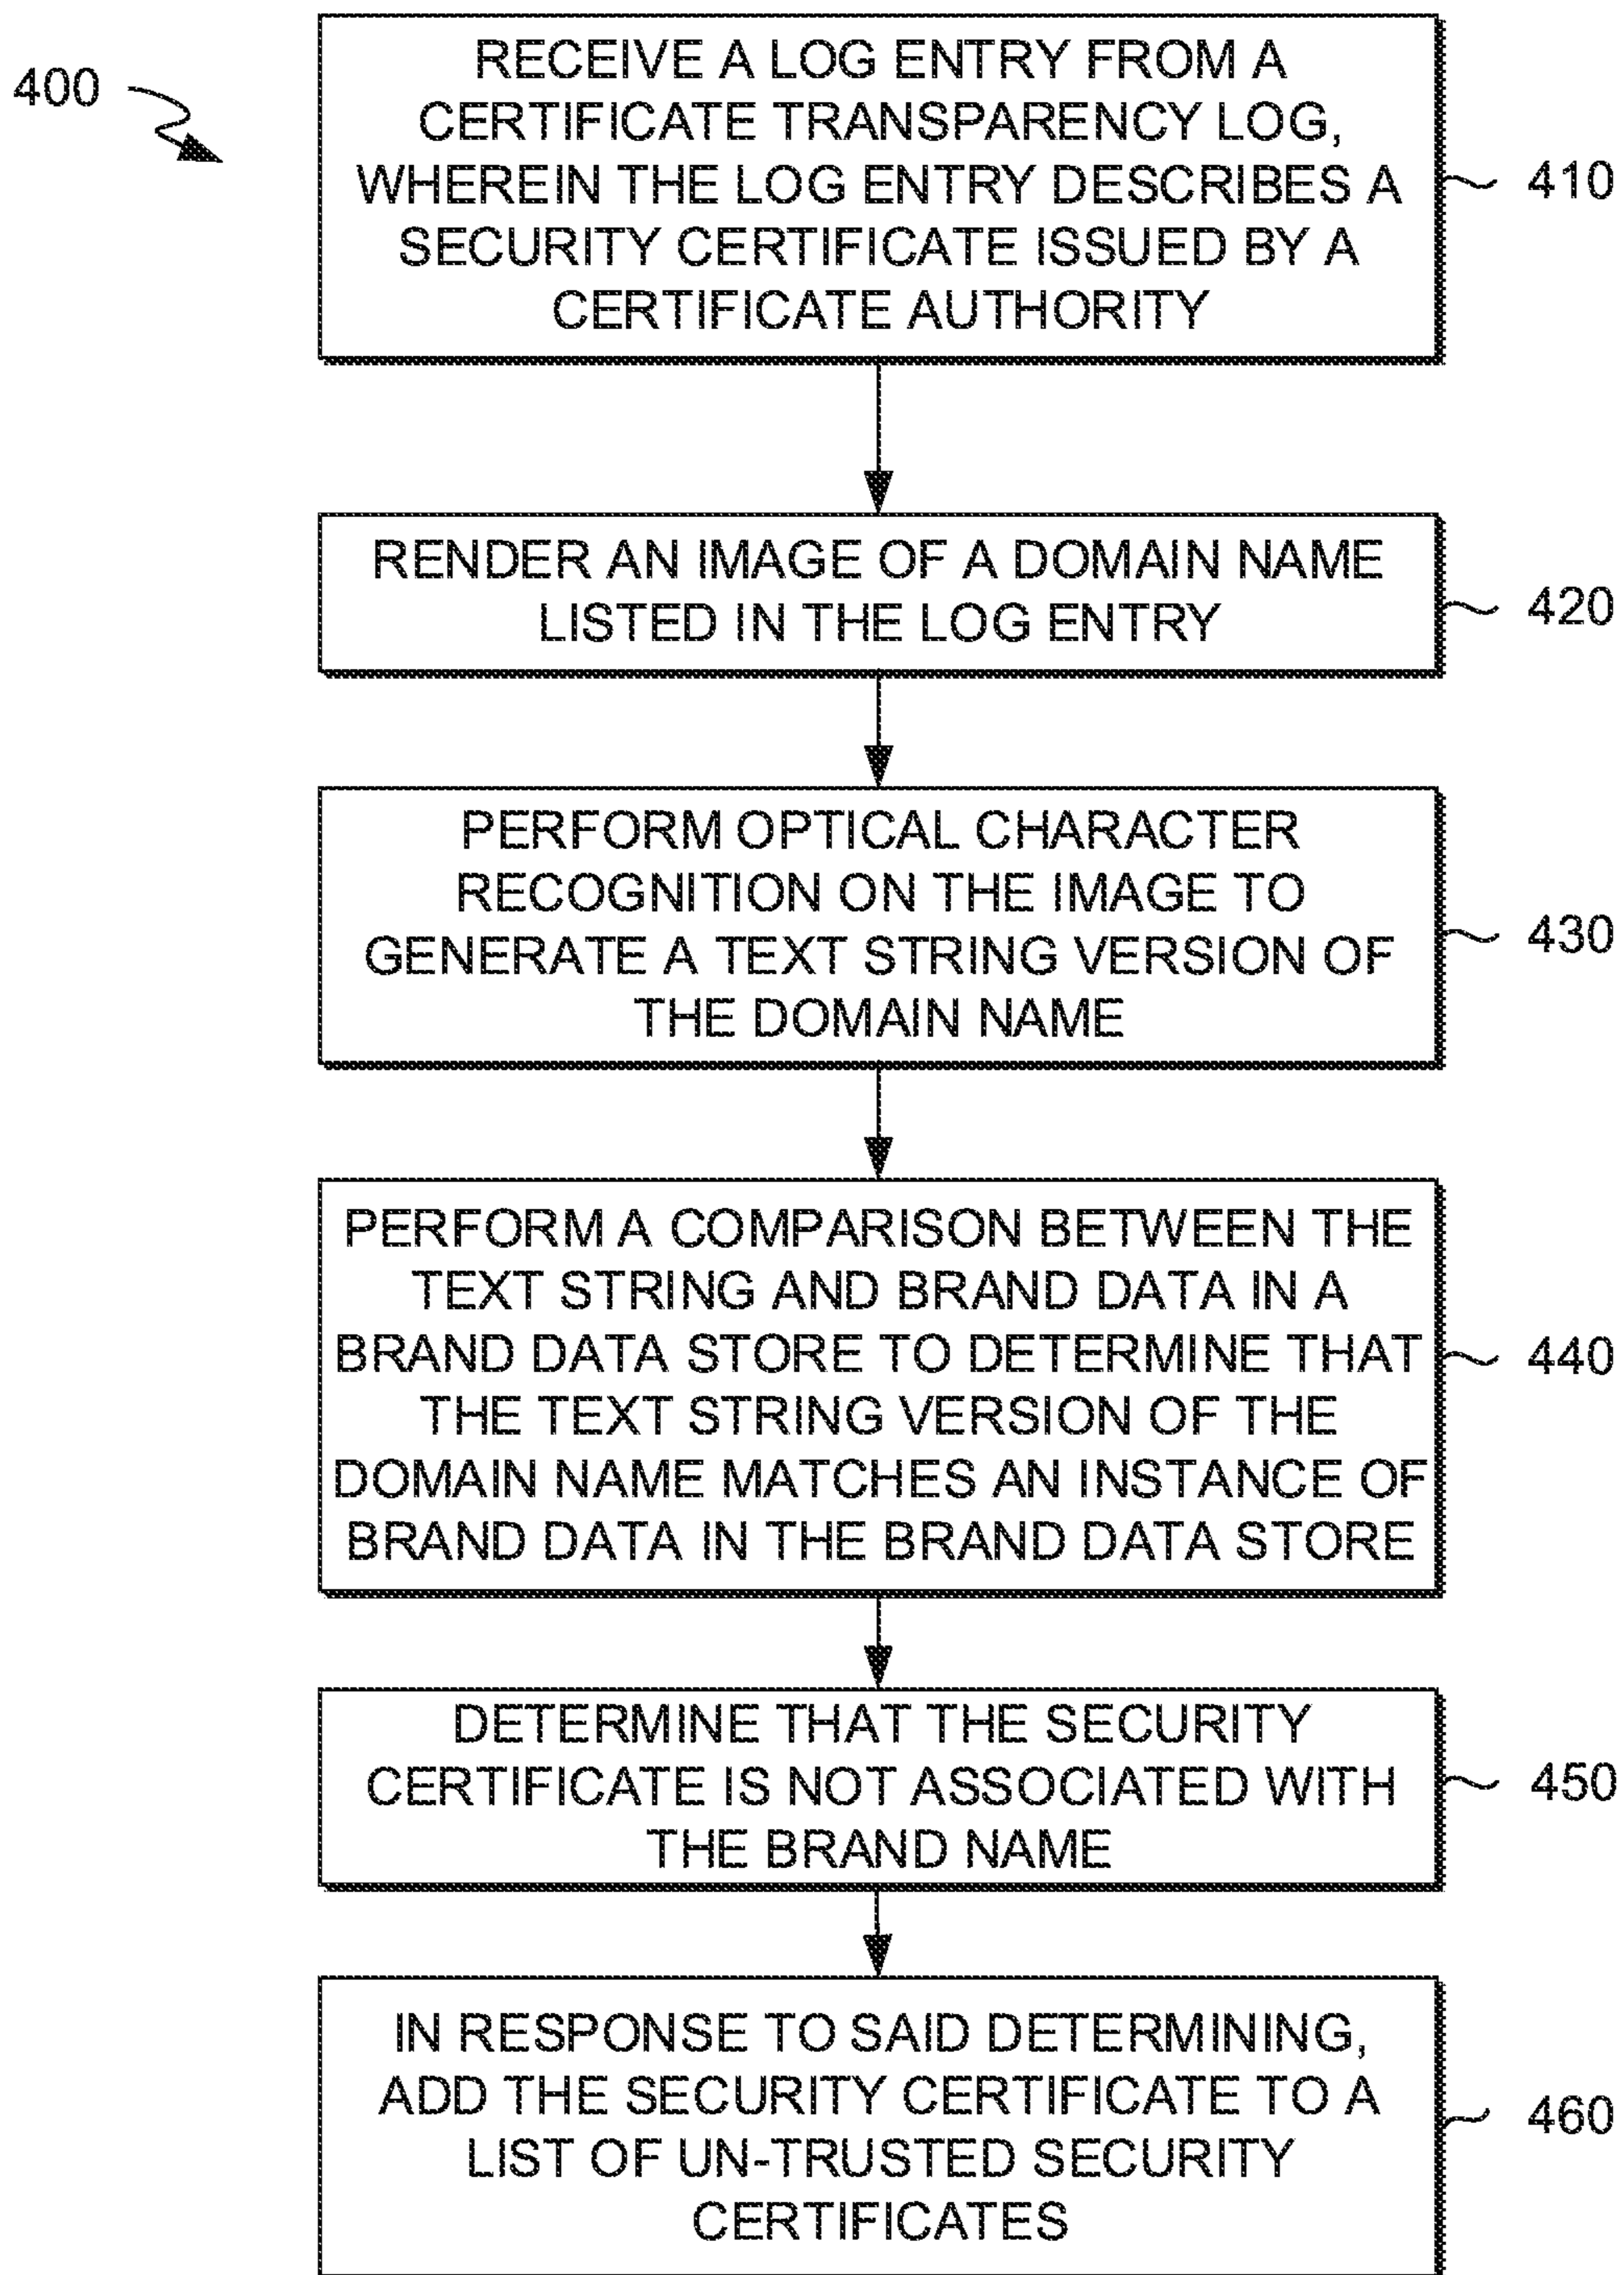 400
RECEIVE A LOG ENTRY FROM A
CERTIFICATE TRANSPARENCY LOG,
WHEREIN THE LOG ENTRY DESCRIBES A
SECURITY CERTIFICATE ISSUED BY A
CERTIFICATE AUTHORITY
410
RENDER AN IMAGE OF A DOMAIN NAME
LISTED IN THE LOG ENTRY
420
PERFORM OPTICAL CHARACTER
RECOGNITION ON THE IMAGE TO
GENERATE A TEXT STRING VERSION OF
THE DOMAIN NAME
430
PERFORM A COMPARISON BETWEEN THE
TEXT STRING AND BRAND DATA IN A
BRAND DATA STORE TO DETERMINE THAT
THE TEXT STRING VERSION OF THE
DOMAIN NAME MATCHES AN INSTANCE OF
BRAND DATA IN THE BRAND DATA STORE
440
DETERMINE THAT THE SECURITY
CERTIFICATE IS NOT ASSOCIATED WITH
THE BRAND NAME
450
IN RESPONSE TO SAID DETERMINING,
ADD THE SECURITY CERTIFICATE TO A
LIST OF UN-TRUSTED SECURITY
CERTIFICATES
460